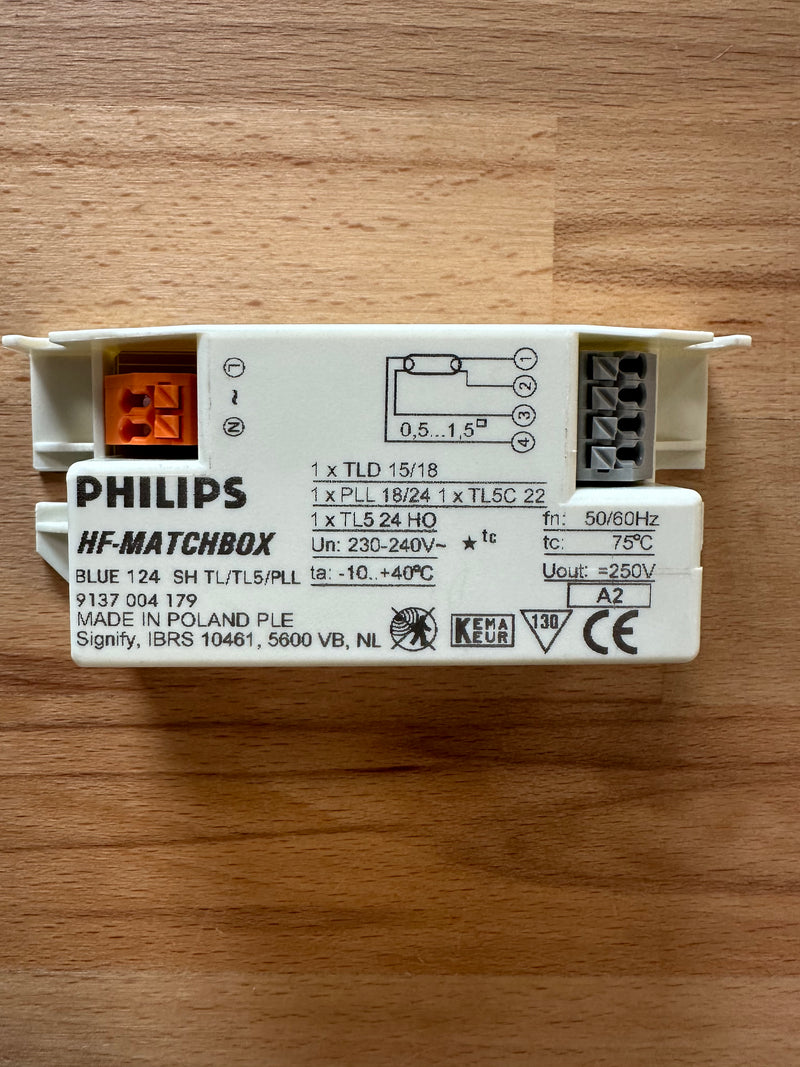 L
~
N
1
2
3
4
0,5...1,5□
PHILIPS
HF-MATCHBOX
BLUE 124 SH TL/TL5/PLL
9137 004 179
MADE IN POLAND PLE
Signify, IBRS 10461, 5600 VB, NL
1 x TLD 15/18
1 x PLL 18/24 1 x TL5C 22
1 x TL5 24 HO
Un: 230-240V~ ★ tc
ta: -10..+40°C
fn: 50/60Hz
tc: 75°C
Uout: =250V
A2
KEMA
EUR
130
CE